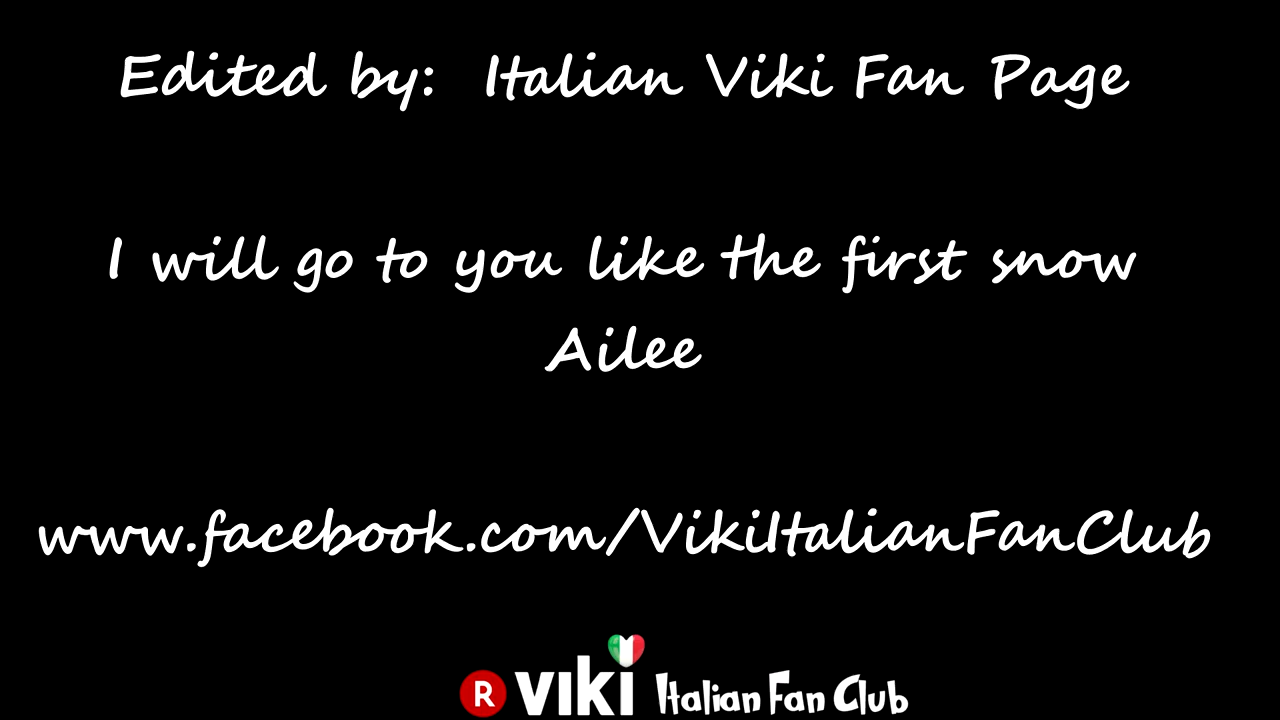 Edited by: Italian Viki Fan Page
I will go to you like the first snow
Ailee
www.facebook.com/VikiItalianFanClub
R viki Italian Fan Club